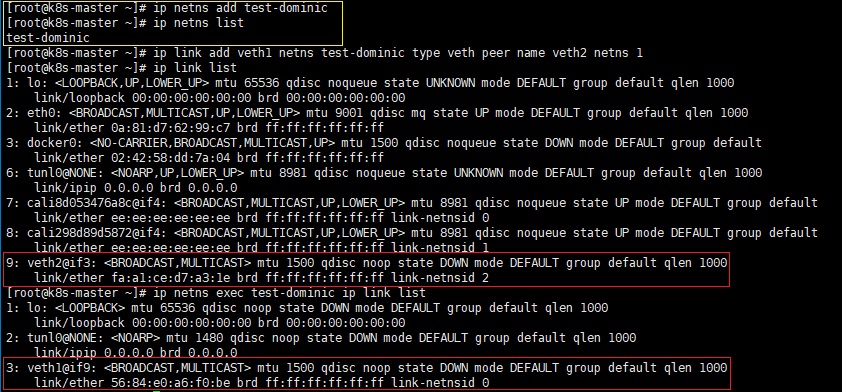 [root@k8s-master ~]# ip netns add test-dominic
[root@k8s-master ~]# ip netns list
test-dominic
[root@k8s-master ~]# ip link add veth1 netns test-dominic type veth peer name veth2 netns 1
[root@k8s-master ~]# ip link list
1: lo: <LOOPBACK,UP,LOWER_UP> mtu 65536 qdisc noqueue state UNKNOWN mode DEFAULT group default qlen 1000
    link/loopback 00:00:00:00:00:00 brd 00:00:00:00:00:00
2: eth0: <BROADCAST,MULTICAST,UP,LOWER_UP> mtu 9001 qdisc mq state UP mode DEFAULT group default qlen 1000
    link/ether 0a:81:d7:62:99:c7 brd ff:ff:ff:ff:ff:ff
3: docker0: <NO-CARRIER,BROADCAST,MULTICAST,UP> mtu 1500 qdisc noqueue state DOWN mode DEFAULT group default
    link/ether 02:42:58:dd:7a:04 brd ff:ff:ff:ff:ff:ff
6: tunl0@NONE: <NOARP,UP,LOWER_UP> mtu 8981 qdisc noqueue state UNKNOWN mode DEFAULT group default qlen 1000
    link/ipip 0.0.0.0 brd 0.0.0.0
7: cali8d053476a8c@if4: <BROADCAST,MULTICAST,UP,LOWER_UP> mtu 8981 qdisc noqueue state UP mode DEFAULT group default
    link/ether ee:ee:ee:ee:ee:ee brd ff:ff:ff:ff:ff:ff link-netnsid 0
8: cali298d89d5872@if4: <BROADCAST,MULTICAST,UP,LOWER_UP> mtu 8981 qdisc noqueue state UP mode DEFAULT group default
    link/ether ee:ee:ee:ee:ee:ee brd ff:ff:ff:ff:ff:ff link-netnsid 1
9: veth2@if3: <BROADCAST,MULTICAST> mtu 1500 qdisc noop state DOWN mode DEFAULT group default qlen 1000
    link/ether fa:a1:ce:d7:a3:1e brd ff:ff:ff:ff:ff:ff link-netnsid 2
[root@k8s-master ~]# ip netns exec test-dominic ip link list
1: lo: <LOOPBACK> mtu 65536 qdisc noop state DOWN mode DEFAULT group default qlen 1000
    link/loopback 00:00:00:00:00:00 brd 00:00:00:00:00:00
2: tunl0@NONE: <NOARP> mtu 1480 qdisc noop state DOWN mode DEFAULT group default qlen 1000
    link/ipip 0.0.0.0 brd 0.0.0.0
3: veth1@if9: <BROADCAST,MULTICAST> mtu 1500 qdisc noop state DOWN mode DEFAULT group default qlen 1000
    link/ether 56:84:e0:a6:f0:be brd ff:ff:ff:ff:ff:ff link-netnsid 0